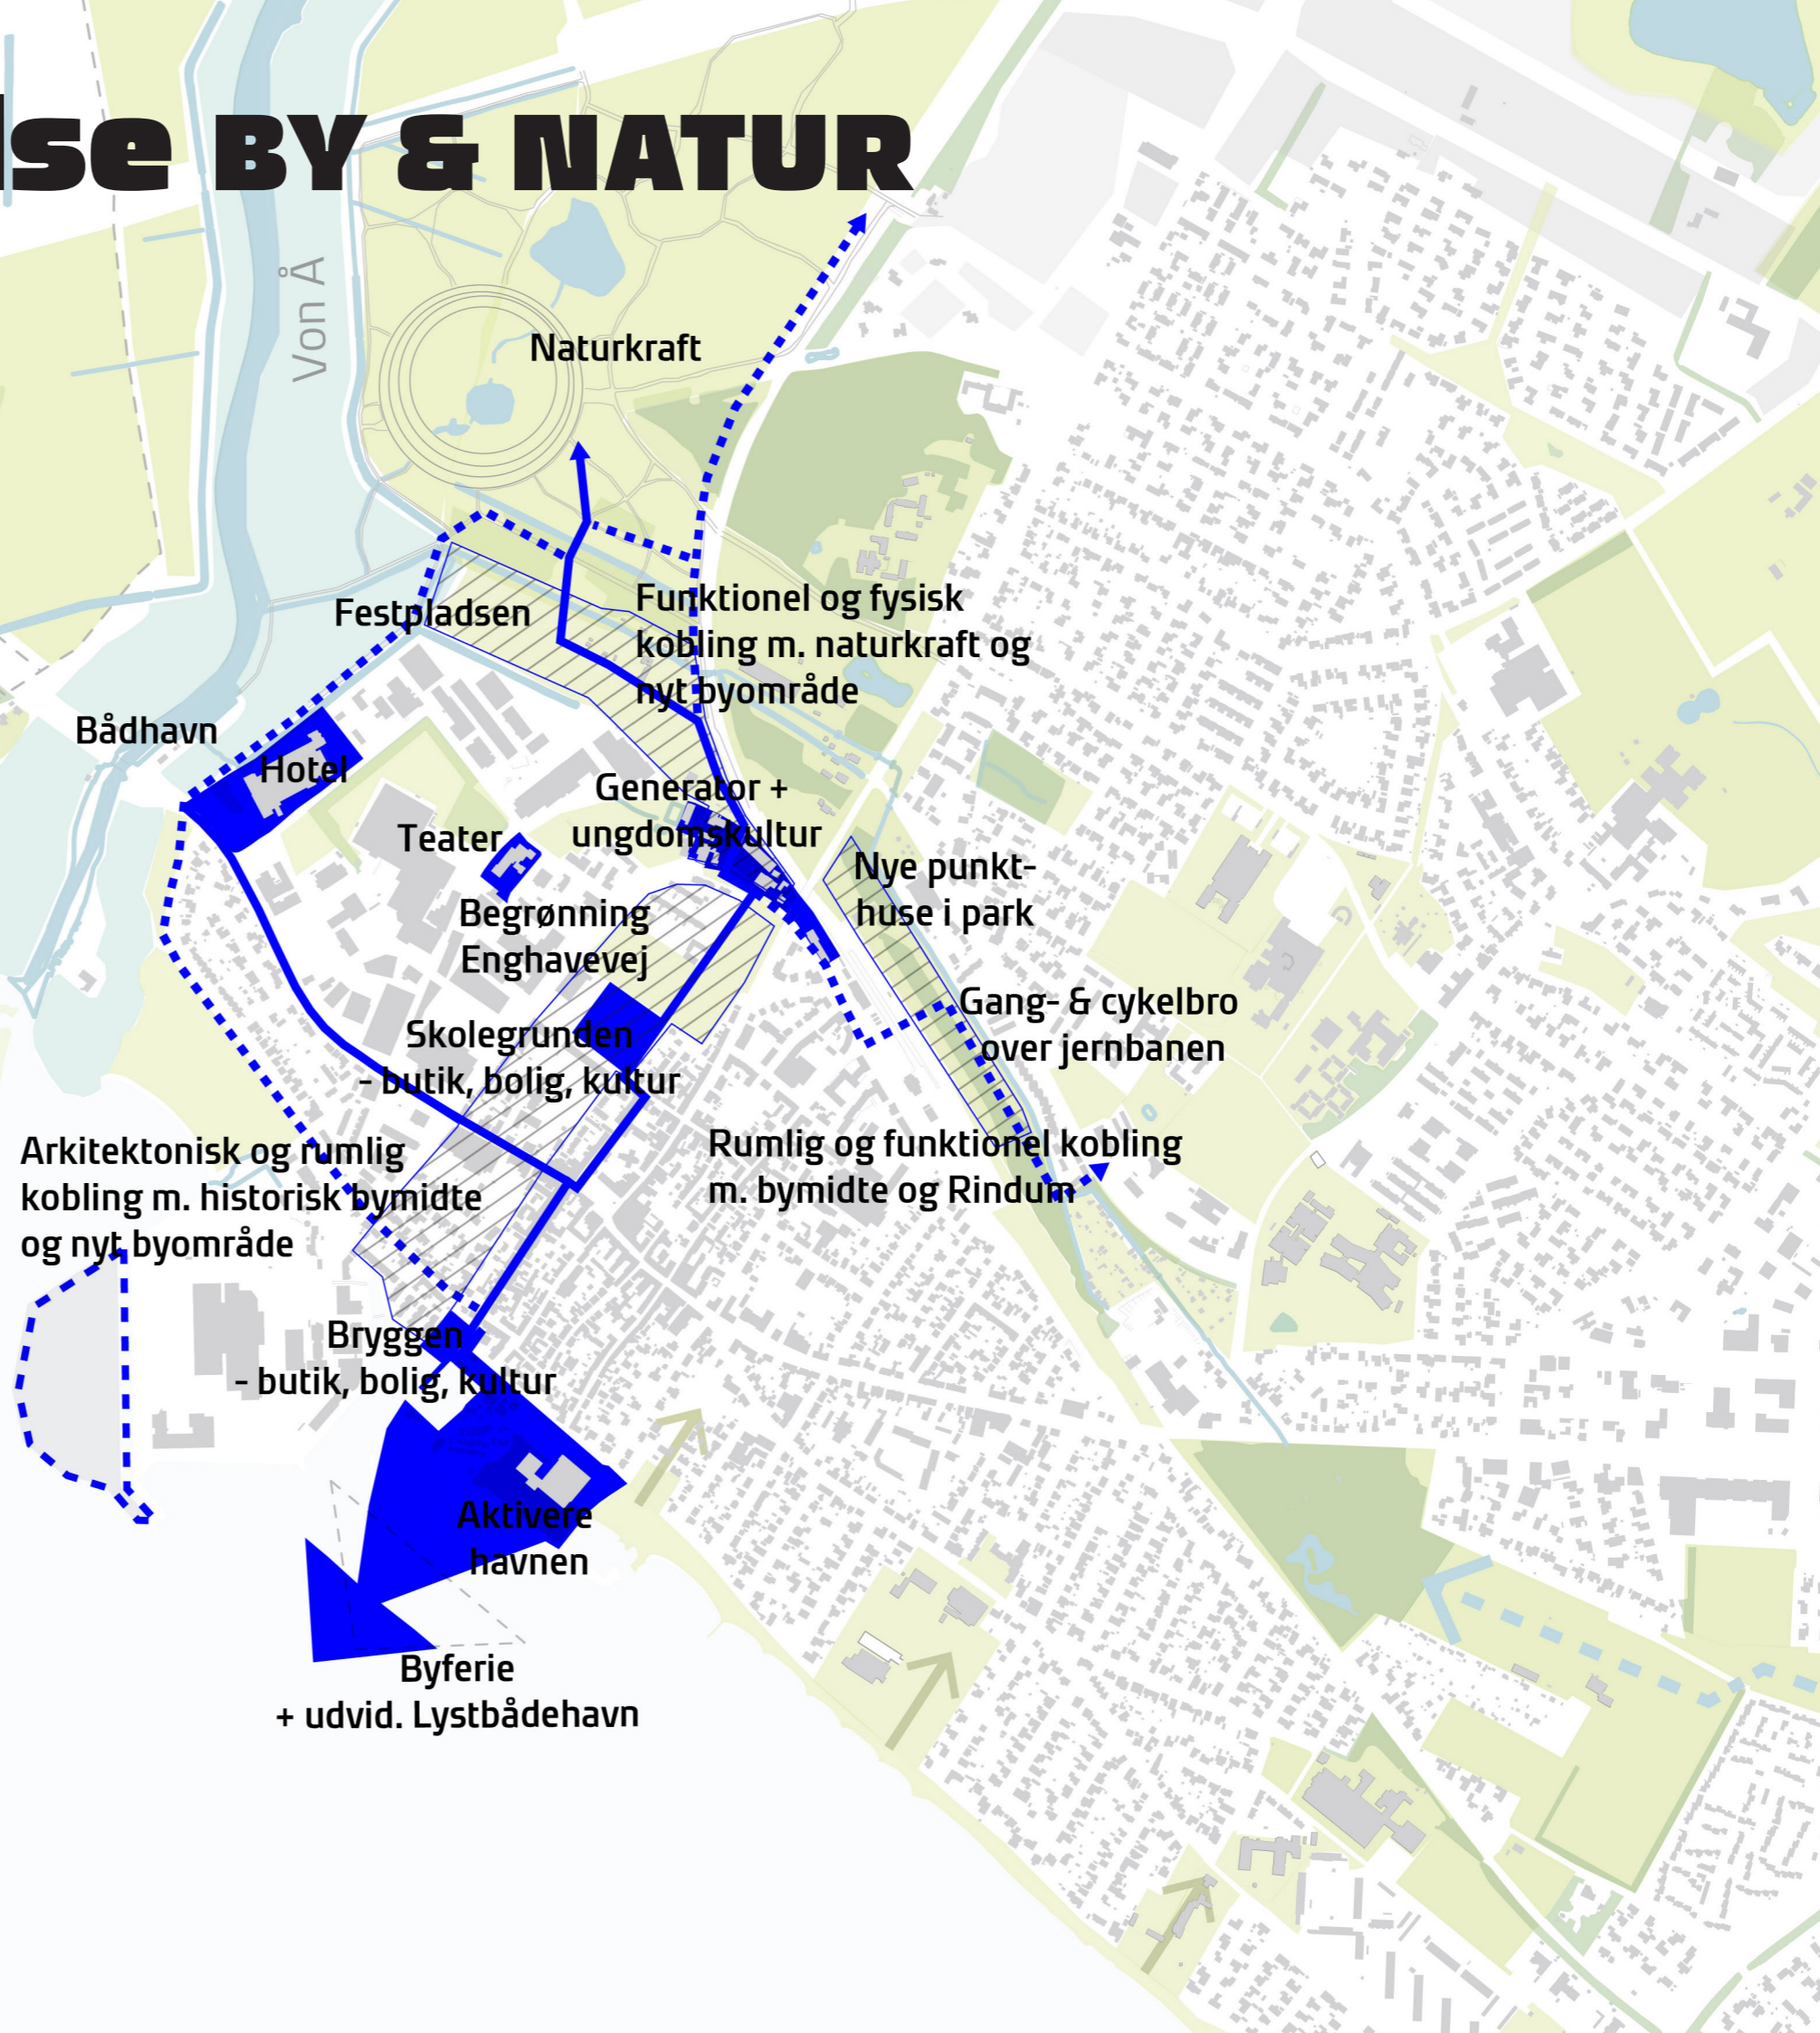 se BY & NATUR
Von Å
Naturkraft
Festpladsen
Funktionel og fysisk
kobling m. naturkraft og
nyt byområde
Bådhavn
Hotel
Generator +
ungdomskultur
Teater
Nye punkt-
huse i park
Begrønning
Enghavevej
Gang- & cykelbro
over jernbanen
Skolegrunden
- butik, bolig, kultur
Rumlig og funktionel kobling
m. bymidte og Rindum
Arkitektonisk og rumlig
kobling m. historisk bymidte
og nyt byområde
Bryggen
- butik, bolig, kultur
Aktivere
havnen
Byferie
+ udvid. Lystbådehavn